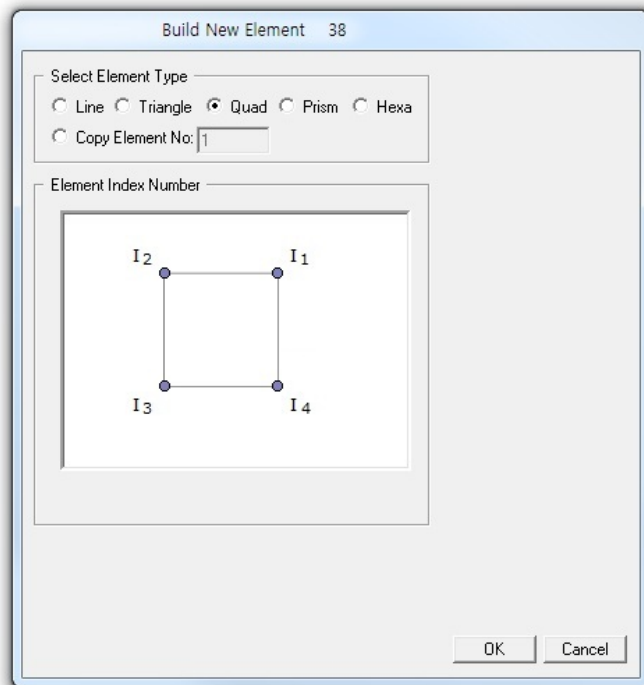 Build New Element 38
Select Element Type
Line Triangle Quad Prism Hexa
Copy Element No: 1
Element Index Number
I2 I1
I3 I4
OK Cancel